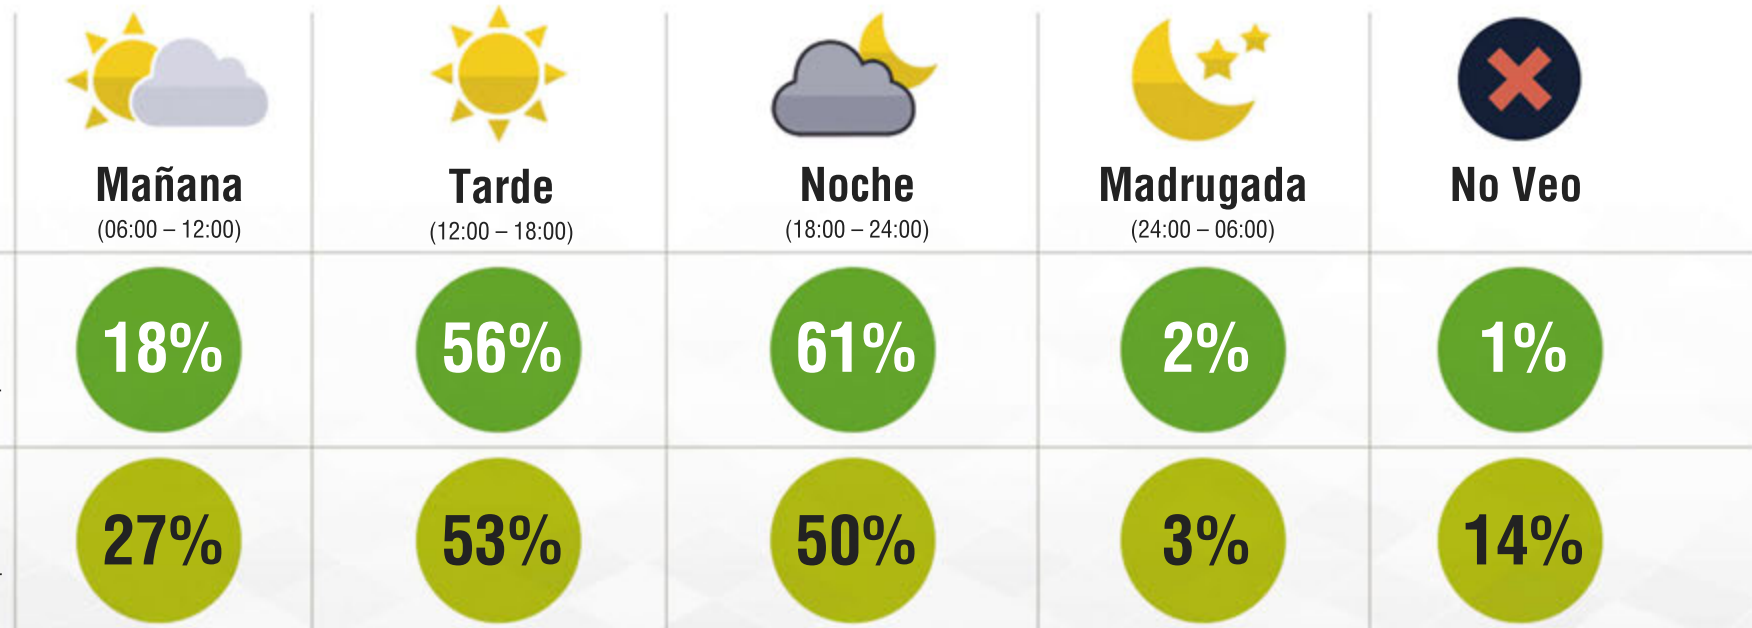 Mañana Tarde Noche Madrugada No Veo
(06:00 – 12:00) (12:00 – 18:00) (18:00 – 24:00) (24:00 – 06:00)
18% 56% 61% 2% 1%
27% 53% 50% 3% 14%